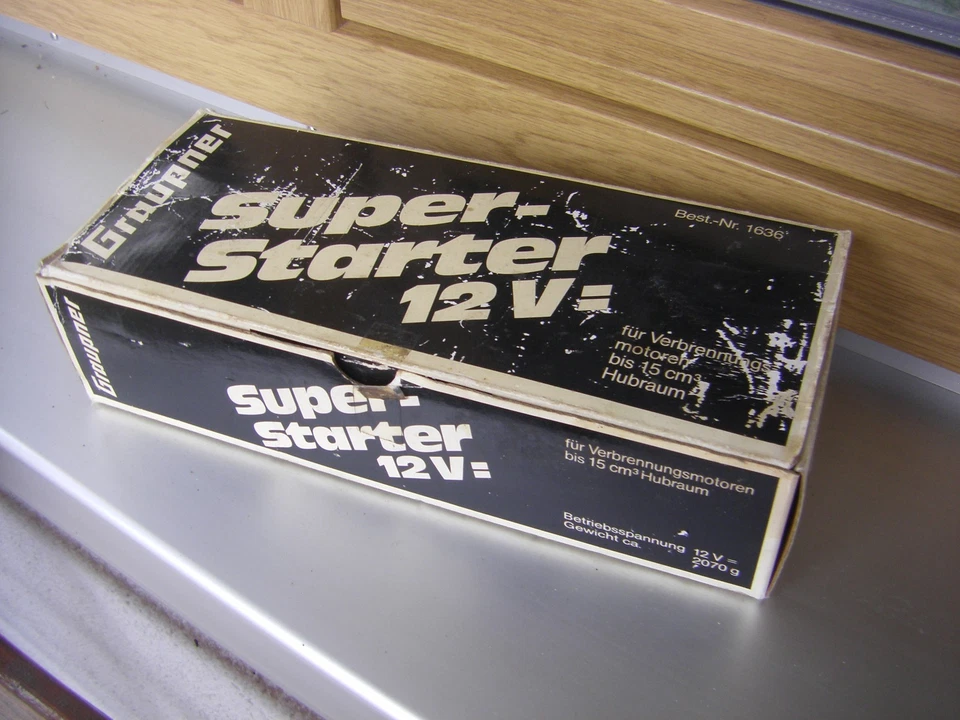 Graupner
Super-
Starter
12 V=
Best.-Nr. 1636
für Verbrennungs-
motoren
bis 15 cm³
Hubraum
Graupner
Super-
Starter
12 V=
für Verbrennungsmotoren
bis 15 cm³ Hubraum
Betriebsspannung 12 V =
Gewicht ca. 2070 g